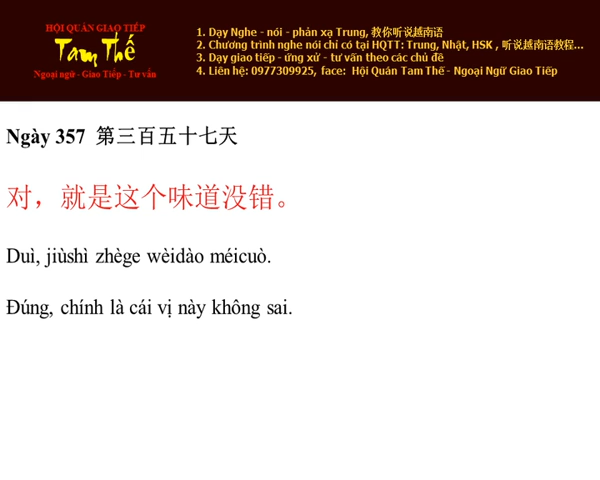 HỘI QUÁN GIAO TIẾP
Tam Thế
Ngoại ngữ - Giao Tiếp - Tư vấn
1. Dạy Nghe - nói - phản xạ Trung, 教你听说越南语
2. Chương trình nghe nói chỉ có tại HQTT: Trung, Nhật, HSK , 听说越南语教程...
3. Dạy giao tiếp - ứng xử - tư vấn theo các chủ đề
4. Liên hệ: 0977309925, face: Hội Quán Tam Thế - Ngoại Ngữ Giao Tiếp
Ngày 357 第三百五十七天
对，就是这个味道没错。
Duì, jiùshì zhège wèidào méicuò.
Đúng, chính là cái vị này không sai.